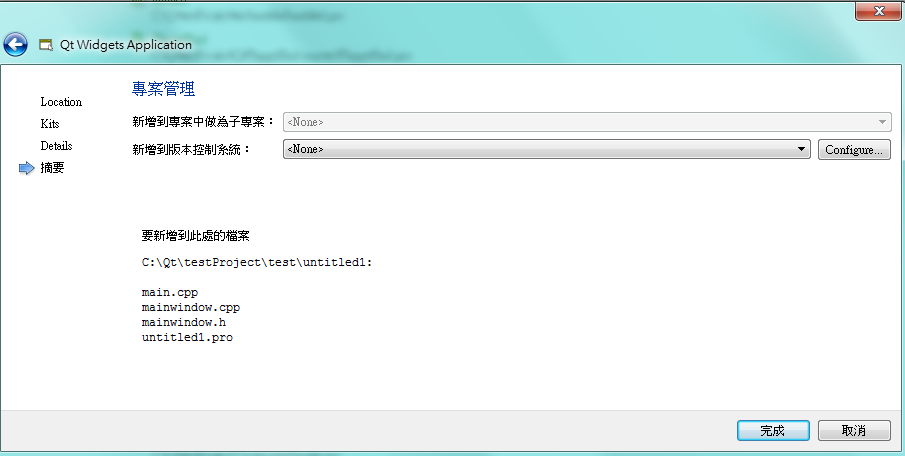 Qt Widgets Application
專案管理
Location
Kits
Details
摘要
新增到專案中做為子專案：
<None>
新增到版本控制系統：
<None>
Configure...
要新增到此處的檔案
C:\Qt\testProject\test\untitled1:
main.cpp
mainwindow.cpp
mainwindow.h
untitled1.pro
完成
取消